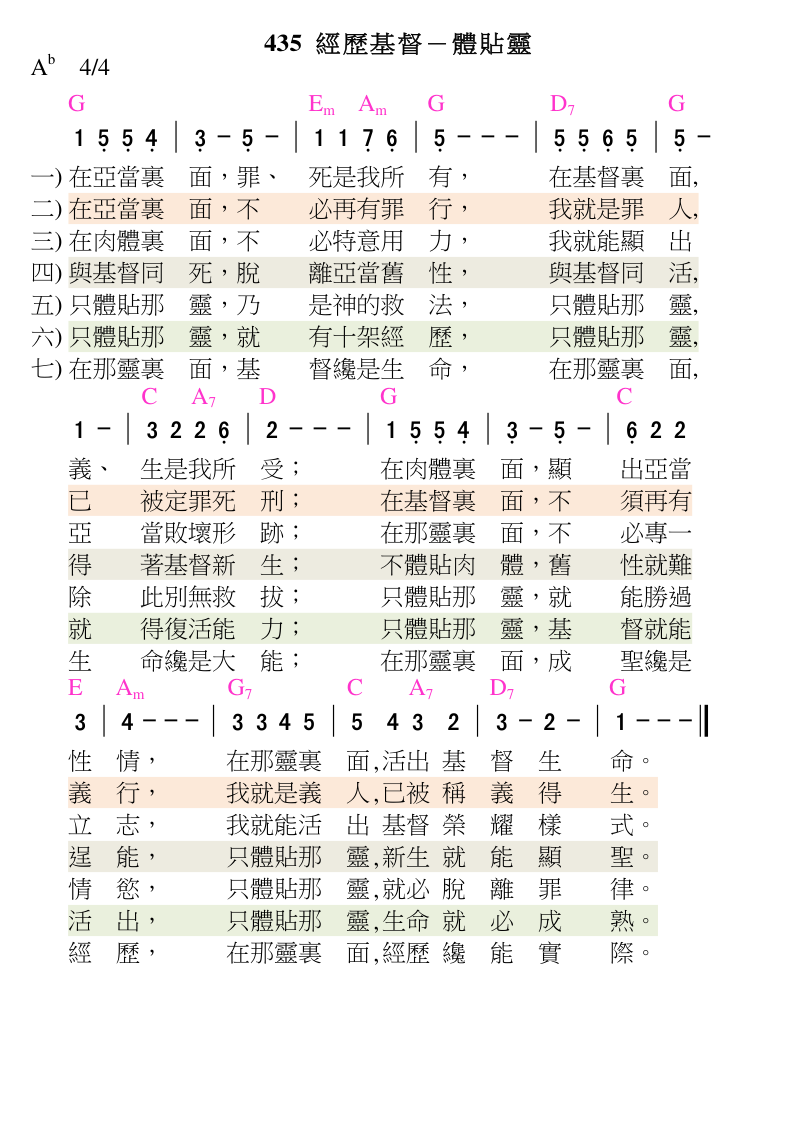 435 經歷基督－體貼靈
A♭ 4/4
G Em Am G D7 G
1 5̣ 5̣ 4̣ | 3̣ － 5̣ － | 1 1 7̣ 6̣ | 5̣ － － － | 5̣ 5̣ 6̣ 5̣ | 5̣ －
一) 在亞當裏 面，罪、 死是我所 有， 在基督裏 面,
二) 在亞當裏 面，不 必再有罪 行， 我就是罪 人,
三) 在肉體裏 面，不 必特意用 力， 我就能顯 出
四) 與基督同 死，脫 離亞當舊 性， 與基督同 活,
五) 只體貼那 靈，乃 是神的救 法， 只體貼那 靈,
六) 只體貼那 靈，就 有十架經 歷， 只體貼那 靈,
七) 在那靈裏 面，基 督纔是生 命， 在那靈裏 面,
C A7 D G C
1 － | 3 2 2 6̣ | 2 － － － | 1 5̣ 5̣ 4̣ | 3̣ － 5̣ － | 6̣ 2 2
義、 生是我所 受； 在肉體裏 面，顯 出亞當
已 被定罪死 刑； 在基督裏 面，不 須再有
亞 當敗壞形 跡； 在那靈裏 面，不 必專一
得 著基督新 生； 不體貼肉 體，舊 性就難
除 此別無救 拔； 只體貼那 靈，就 能勝過
就 得復活能 力； 只體貼那 靈，基 督就能
生 命纔是大 能； 在那靈裏 面，成 聖纔是
E Am G7 C A7 D7 G
3 | 4 － － － | 3 3 4 5 | 5 4 3 2 | 3 － 2 － | 1 － － － ‖
性 情， 在那靈裏 面,活出 基 督 生 命。
義 行， 我就是義 人,已被 稱 義 得 生。
立 志， 我就能活 出 基督 榮 耀 樣 式。
逞 能， 只體貼那 靈,新生 就 能 顯 聖。
情 慾， 只體貼那 靈,就必 脫 離 罪 律。
活 出， 只體貼那 靈,生命 就 必 成 熟。
經 歷， 在那靈裏 面,經歷 纔 能 實 際。